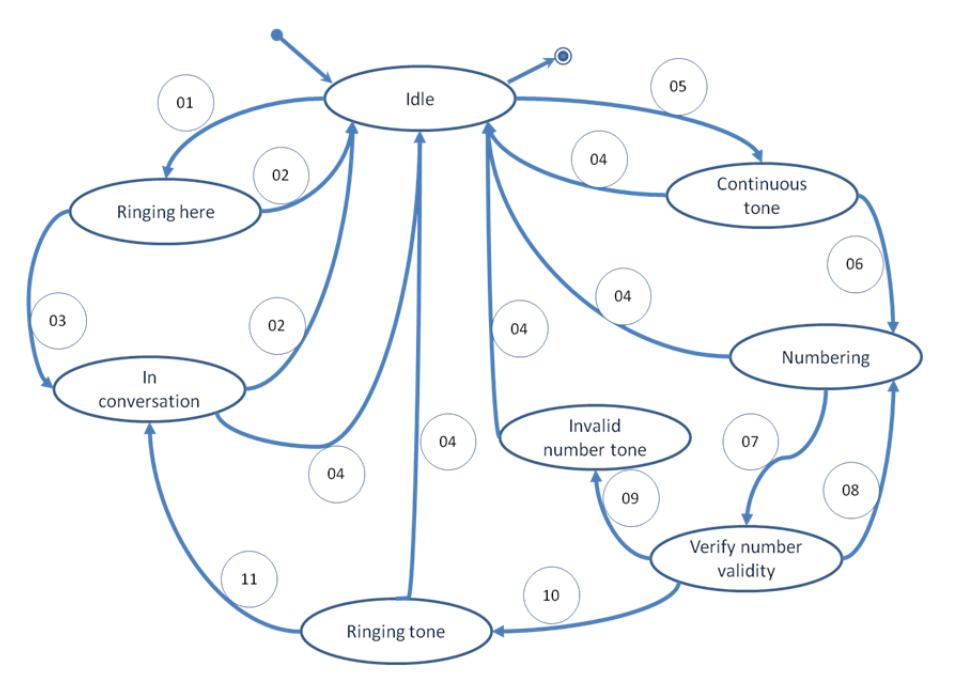 Idle
01
05
02
04
Continuous
tone
Ringing here
06
04
03
02
04
Numbering
In
conversation
Invalid
number tone
04
07
04
08
09
Verify number
validity
11
10
Ringing tone